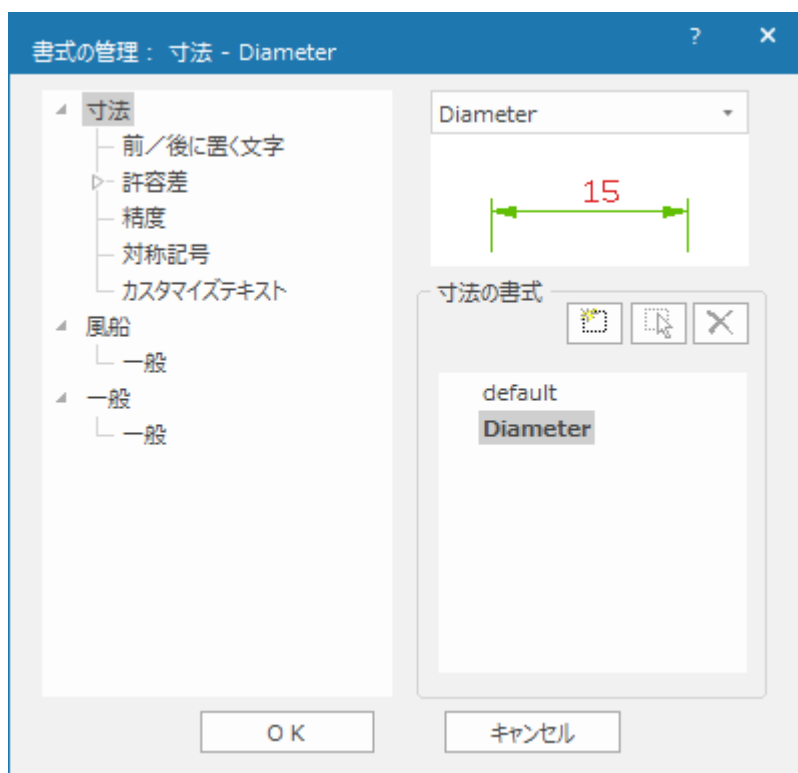 書式の管理： 寸法 - Diameter
?
×
寸法
前／後に置く文字
許容差
精度
対称記号
カスタマイズテキスト
風船
一般
一般
一般
Diameter
15
寸法の書式
default
Diameter
OK
キャンセル